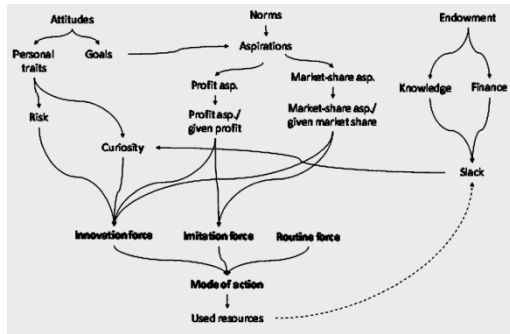 Attitudes
Norms
Endowment
Personal
traits
Goals
Aspirations
Profit asp.
Market-share asp.
Knowledge
Finance
Risk
Profit asp./
given profit
Market-share asp./
given market share
Curiosity
Slack
Innovation force
Imitation force
Routine force
Mode of action
Used resources